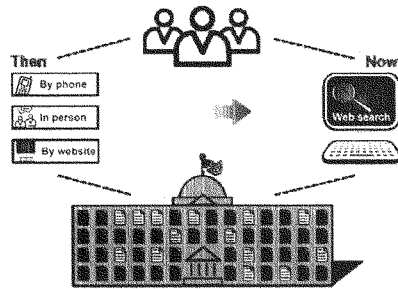 Then
Now
By phone
In person
By website
Web search